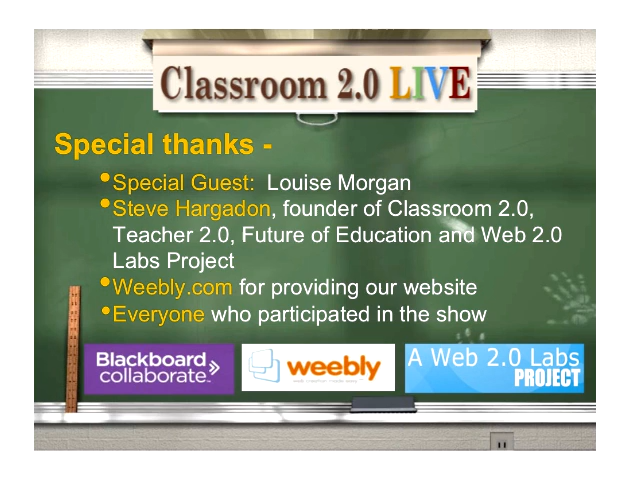 Classroom 2.0 LIVE
Special thanks -
•Special Guest: Louise Morgan
•Steve Hargadon, founder of Classroom 2.0,
Teacher 2.0, Future of Education and Web 2.0
Labs Project
•Weebly.com for providing our website
•Everyone who participated in the show
Blackboard
collaborate™
weebly
A Web 2.0 Labs
PROJECT